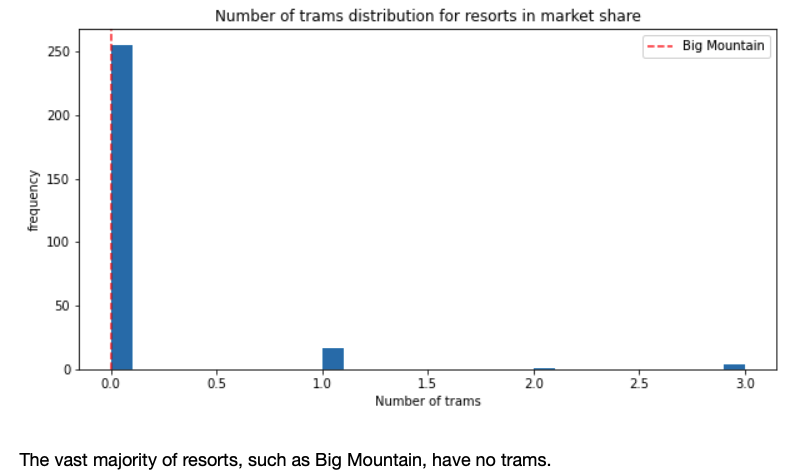 Number of trams distribution for resorts in market share
Big Mountain
250
200
150
100
50
0
frequency
0.0 0.5 1.0 1.5 2.0 2.5 3.0
Number of trams
The vast majority of resorts, such as Big Mountain, have no trams.